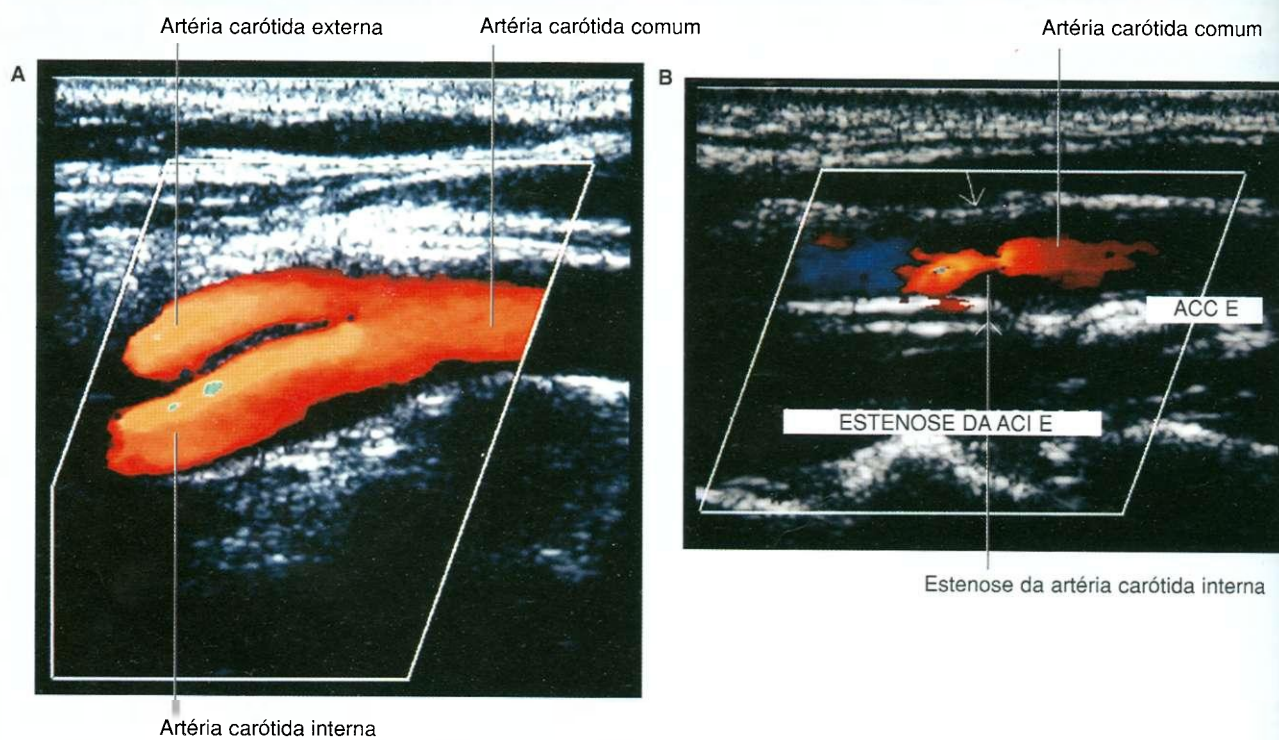 Artéria carótida externa
Artéria carótida comum
A
Artéria carótida interna
Artéria carótida comum
B
ACC E
ESTENOSE DA ACI E
Estenose da artéria carótida interna